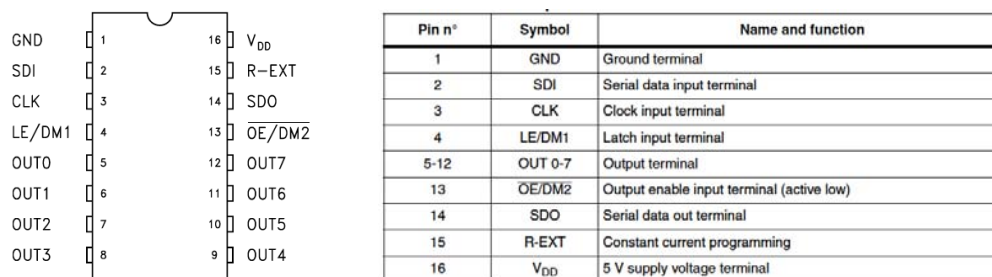 GND 1 16 VDD
SDI 2 15 R-EXT
CLK 3 14 SDO
LE/DM1 4 13 OE/DM2
OUT0 5 12 OUT7
OUT1 6 11 OUT6
OUT2 7 10 OUT5
OUT3 8 9 OUT4
Pin n° Symbol Name and function
1 GND Ground terminal
2 SDI Serial data input terminal
3 CLK Clock input terminal
4 LE/DM1 Latch input terminal
5-12 OUT 0-7 Output terminal
13 OE/DM2 Output enable input terminal (active low)
14 SDO Serial data out terminal
15 R-EXT Constant current programming
16 VDD 5 V supply voltage terminal